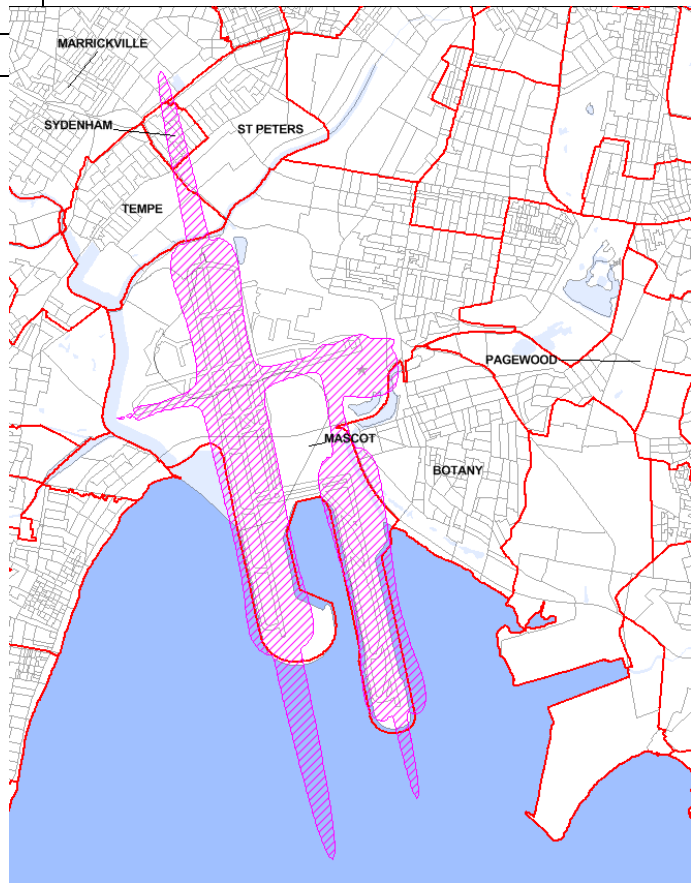 MARRICKVILLE
SYDENHAM
ST PETERS
TEMPE
PAGEWOOD
MASCOT
BOTANY